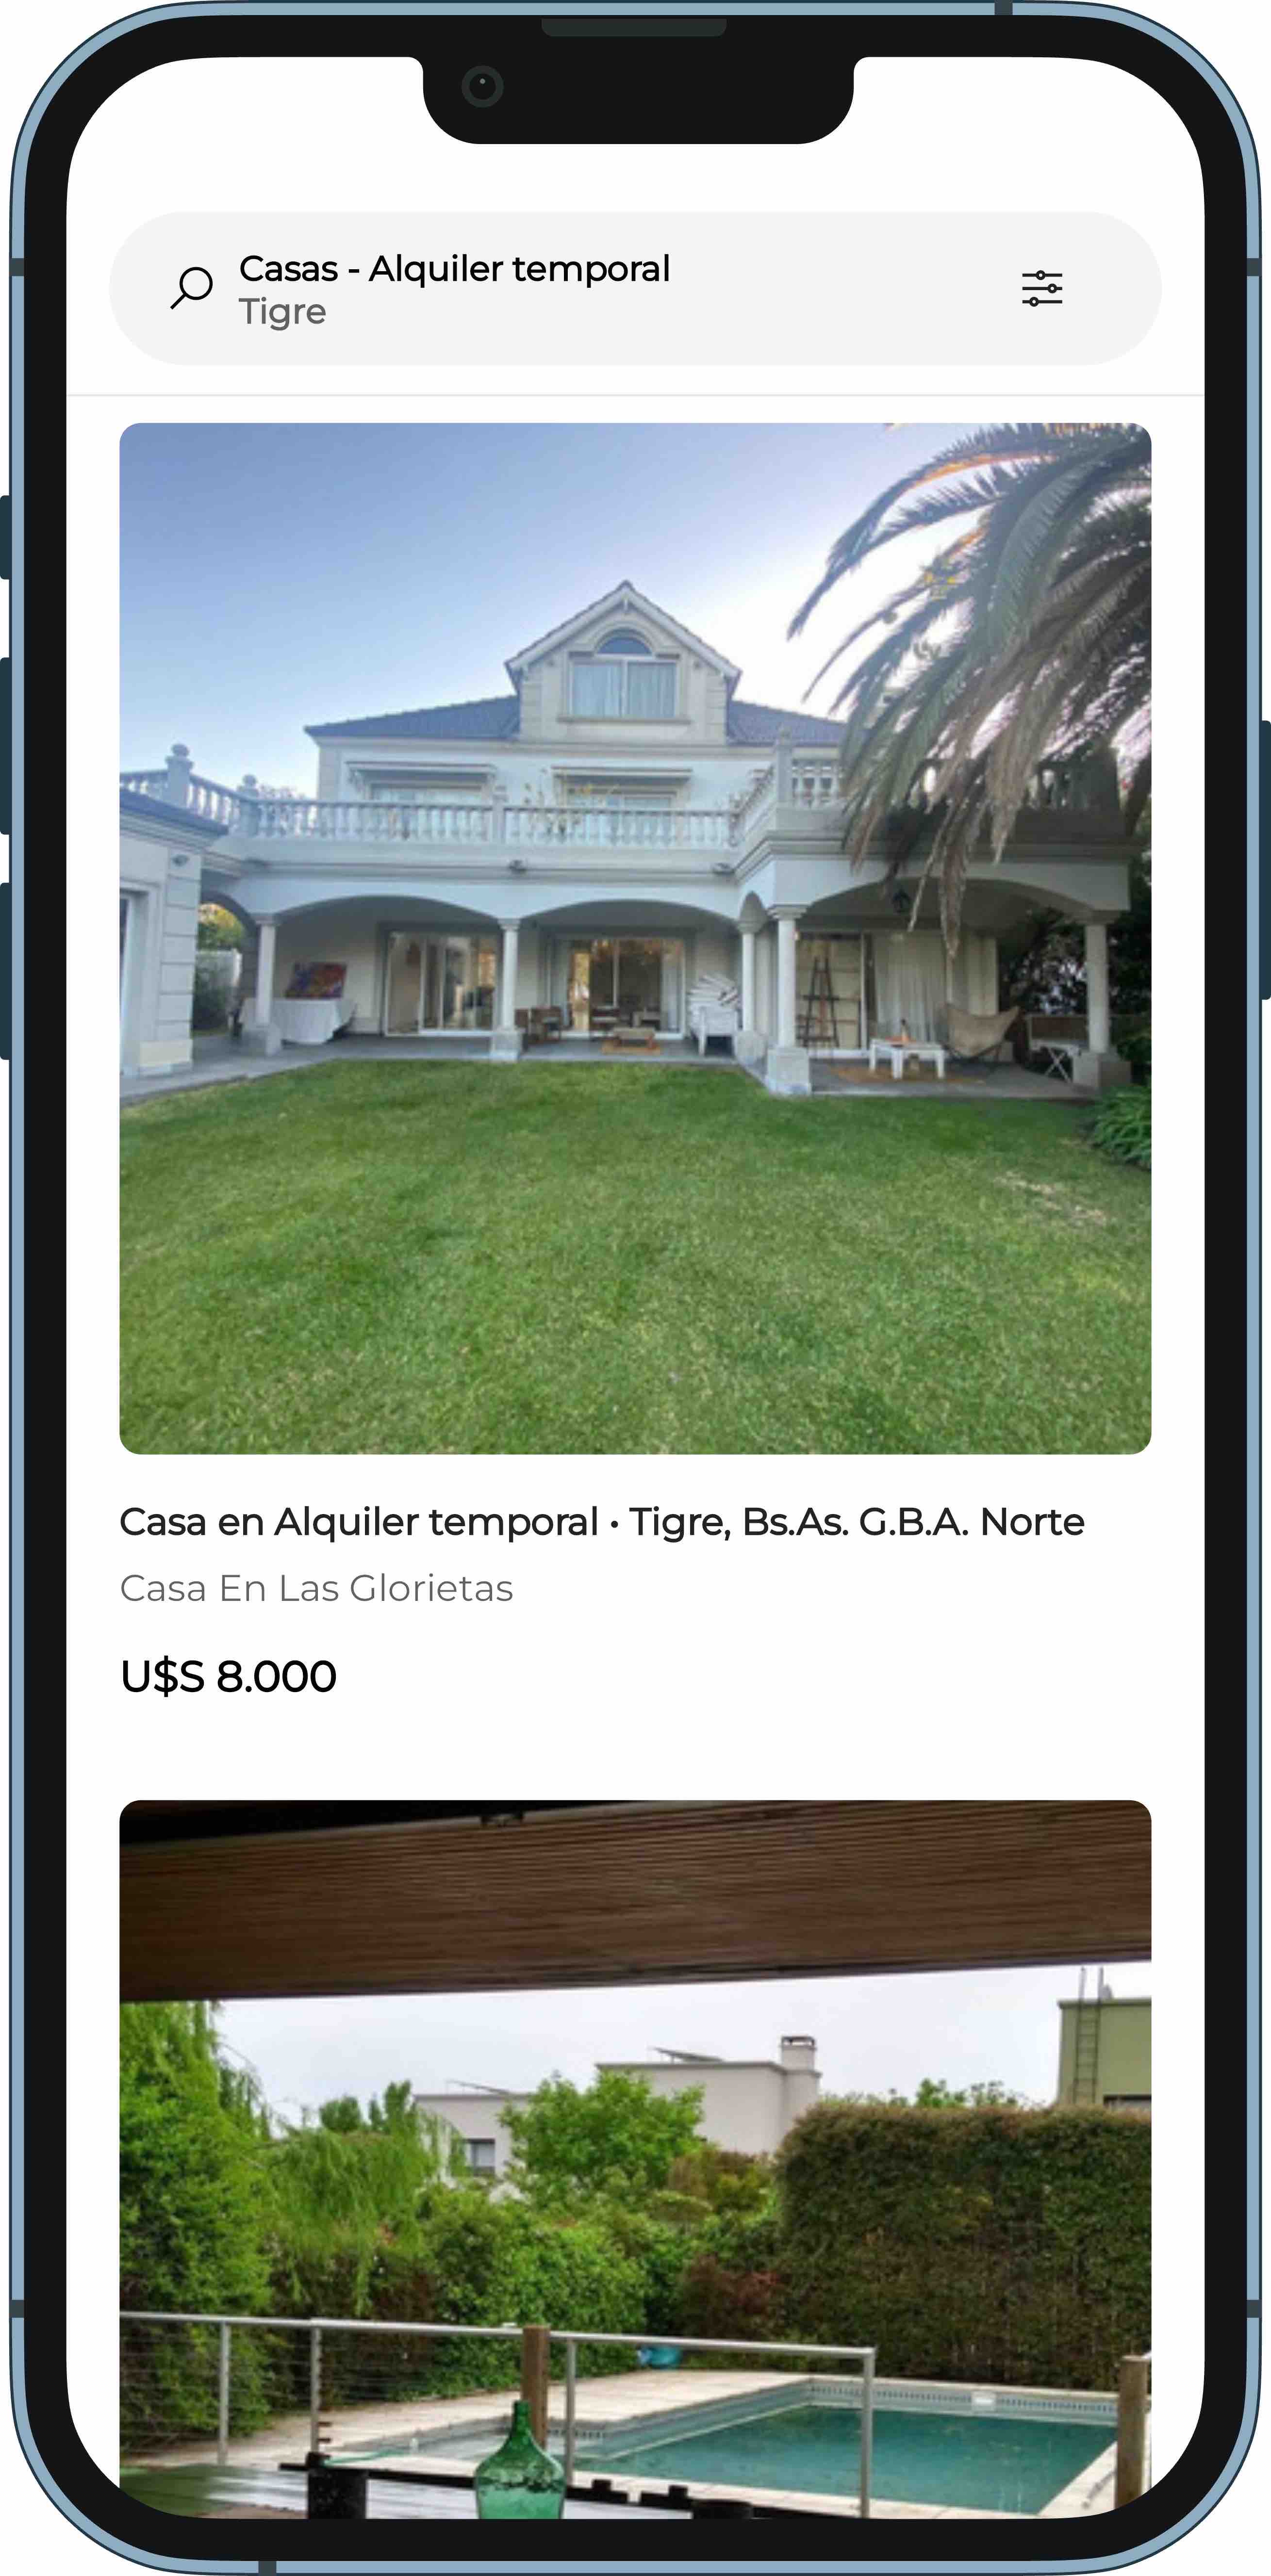 Casas - Alquiler temporal
Tigre
Casa en Alquiler temporal • Tigre, Bs.As. G.B.A. Norte
Casa En Las Glorietas
U$S 8.000